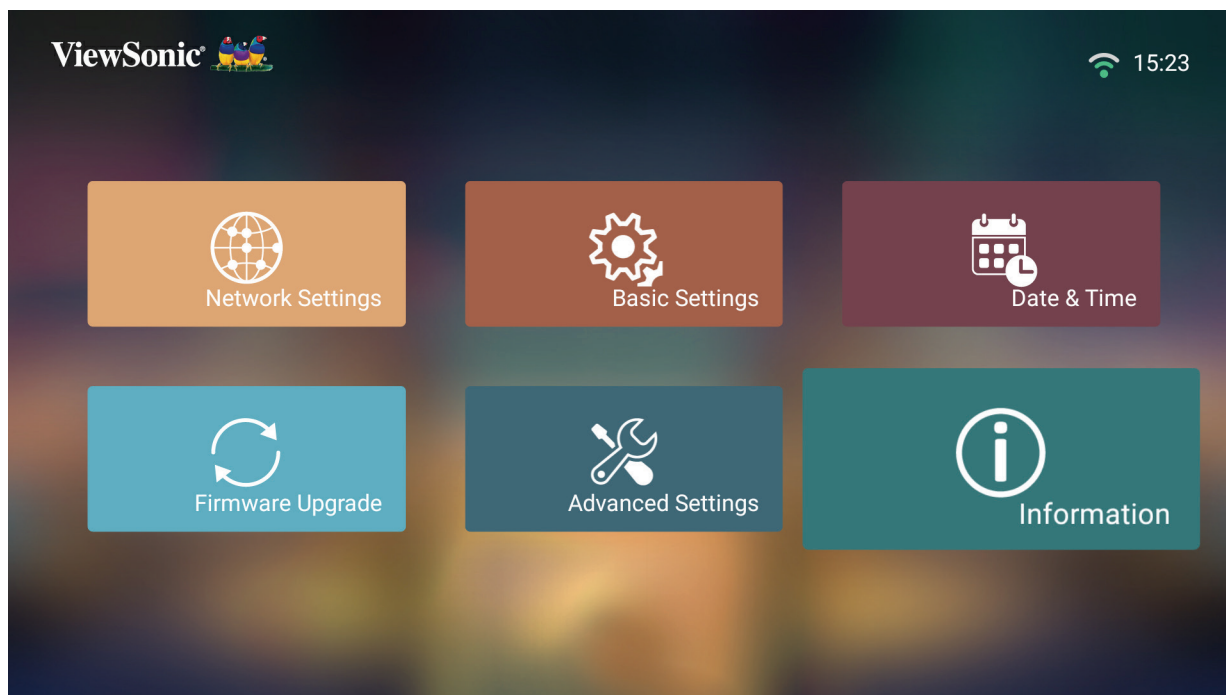 ViewSonic®
15:23
Network Settings
Basic Settings
Date & Time
Firmware Upgrade
Advanced Settings
Information